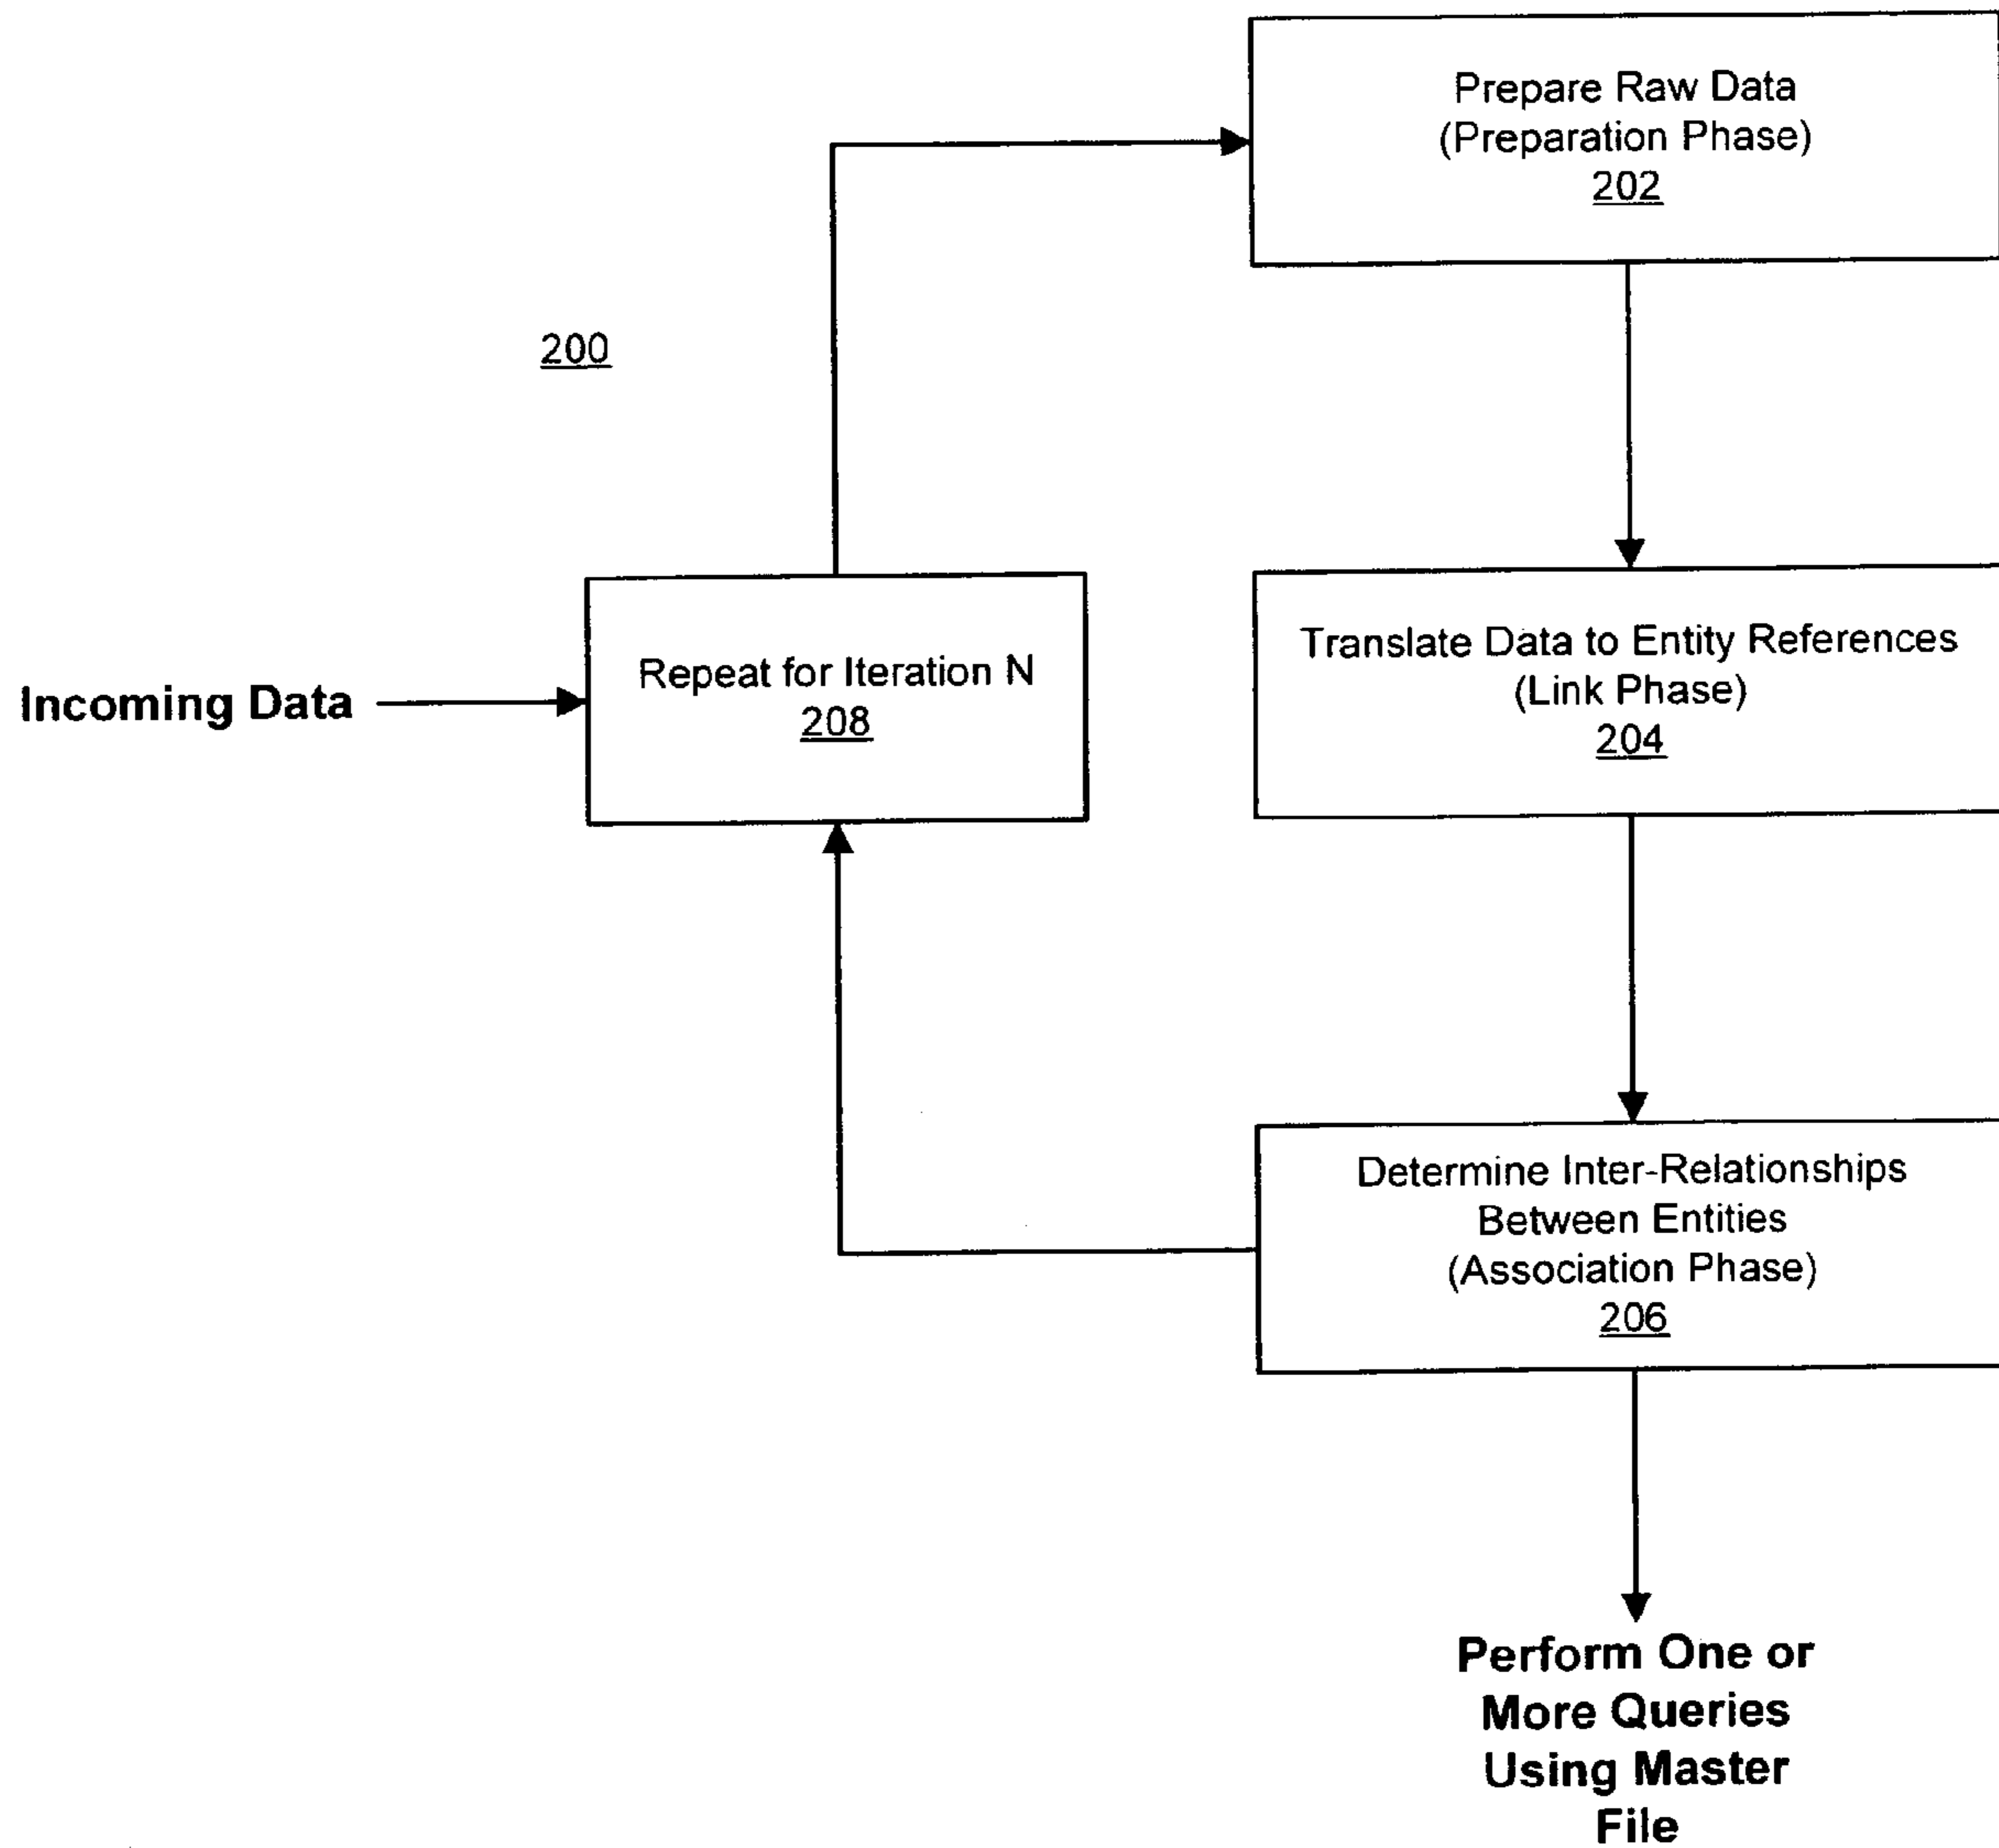 Prepare Raw Data
(Preparation Phase)
202
200
Translate Data to Entity References
(Link Phase)
204
Incoming Data
Repeat for Iteration N
208
Determine Inter-Relationships
Between Entities
(Association Phase)
206
Perform One or
More Queries
Using Master
File